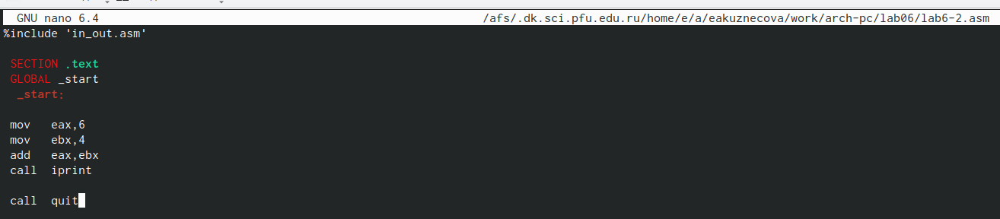 GNU nano 6.4 /afs/.dk.sci.pfu.edu.ru/home/e/a/eakuznecova/work/arch-pc/lab06/lab6-2.asm
%include 'in_out.asm'
SECTION .text
GLOBAL _start
_start:
mov eax,6
mov ebx,4
add eax,ebx
call iprint
call quit